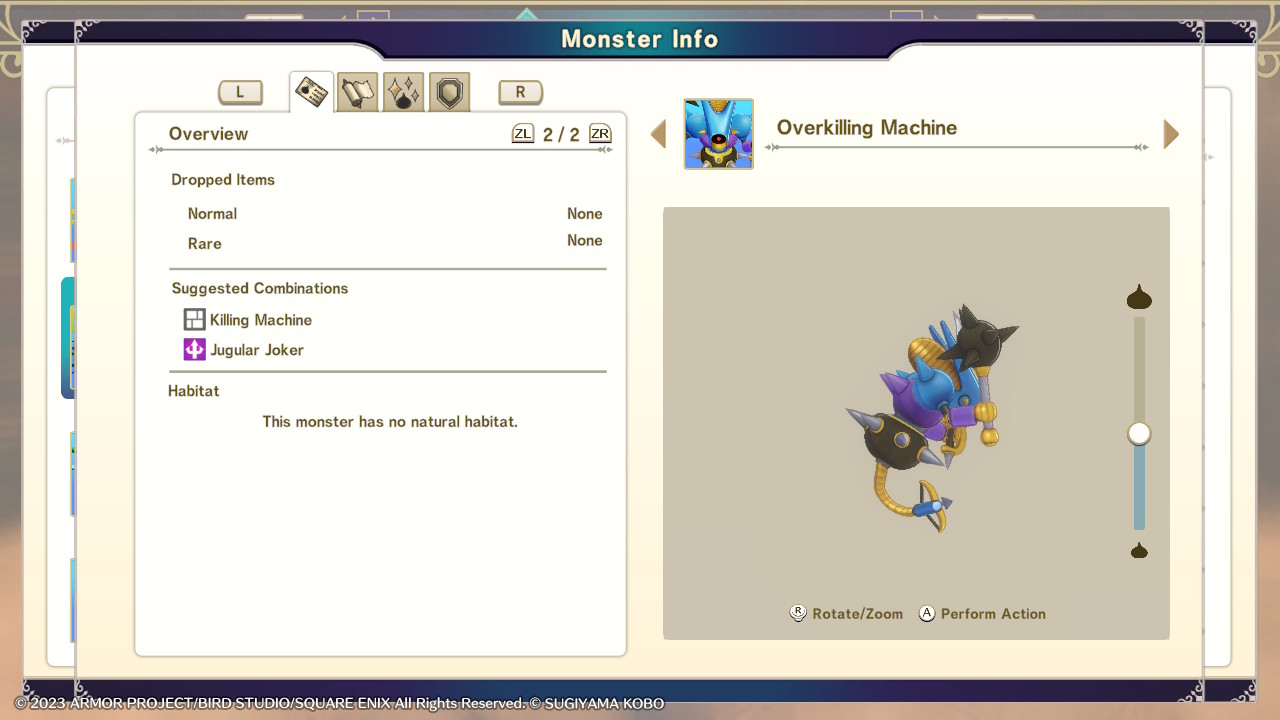 Monster Info
L
R
Overview
ZL 2 / 2 ZR
Dropped Items
Normal None
Rare None
Suggested Combinations
Killing Machine
Jugular Joker
Habitat
This monster has no natural habitat.
Overkilling Machine
R Rotate/Zoom A Perform Action
© 2023 ARMOR PROJECT/BIRD STUDIO/SQUARE ENIX All Rights Reserved. © SUGIYAMA KOBO